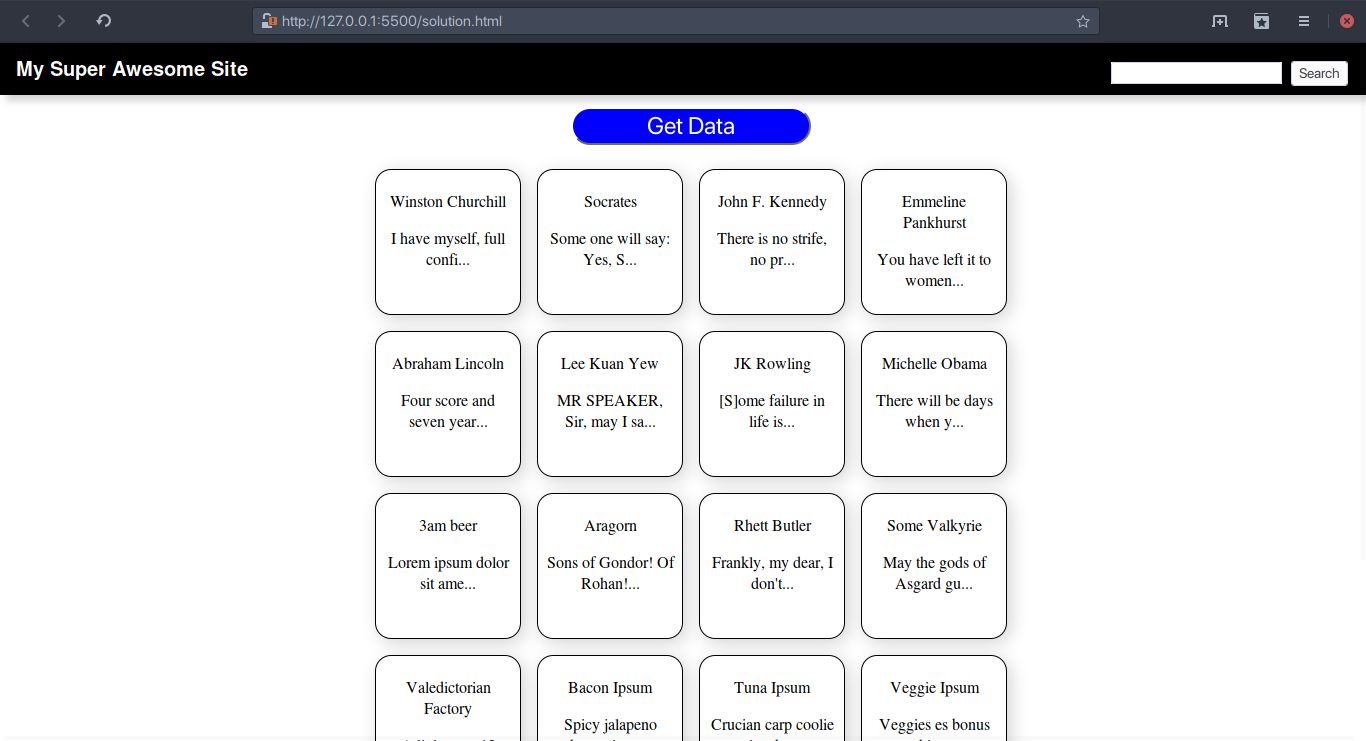 http://127.0.0.1:5500/solution.html
My Super Awesome Site
Search
Get Data
Winston Churchill
I have myself, full
confi...
Socrates
Some one will say:
Yes, S...
John F. Kennedy
There is no strife,
no pr...
Emmeline
Pankhurst
You have left it to
women...
Abraham Lincoln
Four score and
seven year...
Lee Kuan Yew
MR SPEAKER,
Sir, may I sa...
JK Rowling
[S]ome failure in
life is...
Michelle Obama
There will be days
when y...
3am beer
Lorem ipsum dolor
sit ame...
Aragorn
Sons of Gondor! Of
Rohan!...
Rhett Butler
Frankly, my dear, I
don't...
Some Valkyrie
May the gods of
Asgard gu...
Valedictorian
Factory
Bacon Ipsum
Spicy jalapeno
Tuna Ipsum
Crucian carp coolie
Veggie Ipsum
Veggies es bonus